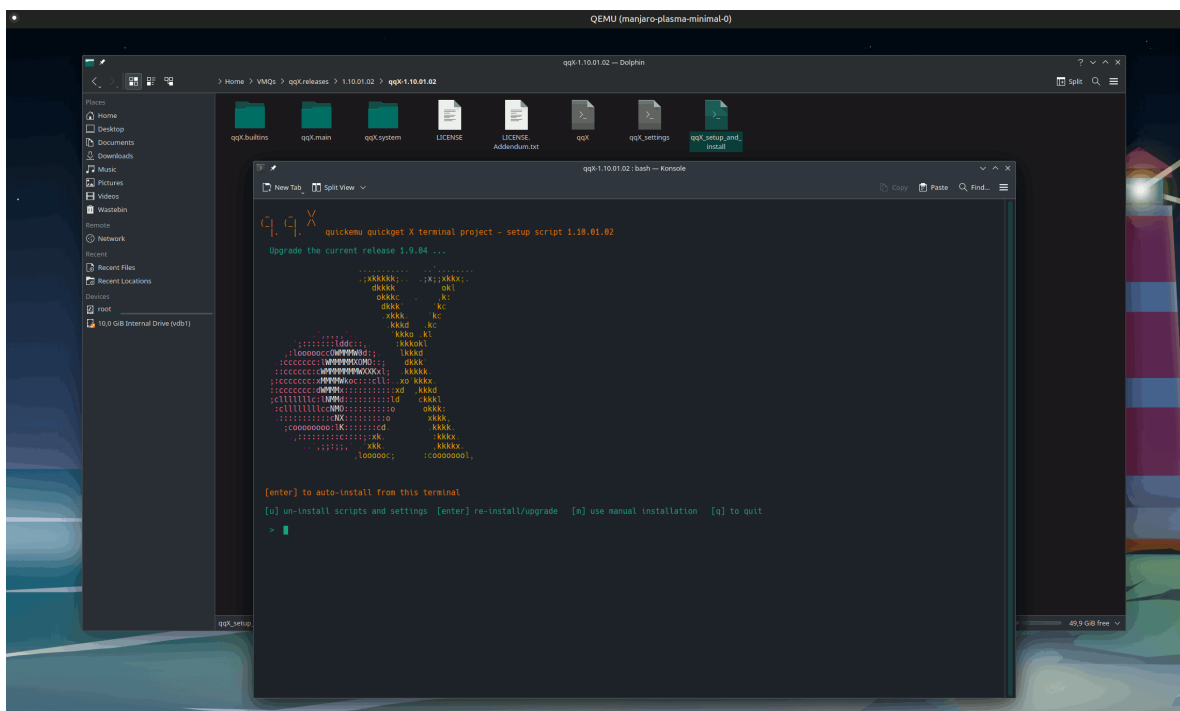 QEMU (manjaro-plasma-minimal-0)
qqX-1.10.01.02 — Dolphin
> Home > VMQs > qqX.releases > 1.10.01.02 > qqX-1.10.01.02
Split
Places
Home
Desktop
Documents
Downloads
Music
Pictures
Videos
Wastebin
Remote
Network
Recent
Recent Files
Recent Locations
Devices
root
10,0 GiB Internal Drive (vdb1)
qqX.builtins
qqX.main
qqX.system
LICENSE
LICENSE.
Addendum.txt
qqX
qqX_settings
qqX_setup_and_
install
qqX-1.10.01.02 : bash — Konsole
New Tab
Split View
Copy
Paste
Find...
quickemu quickget X terminal project - setup script 1.10.01.02
Upgrade the current release 1.9.04 ...
[enter] to auto-install from this terminal
[u] un-install scripts and settings [enter] re-install/upgrade [m] use manual installation [q] to quit
>
qqX_setup_
49,9 GiB free